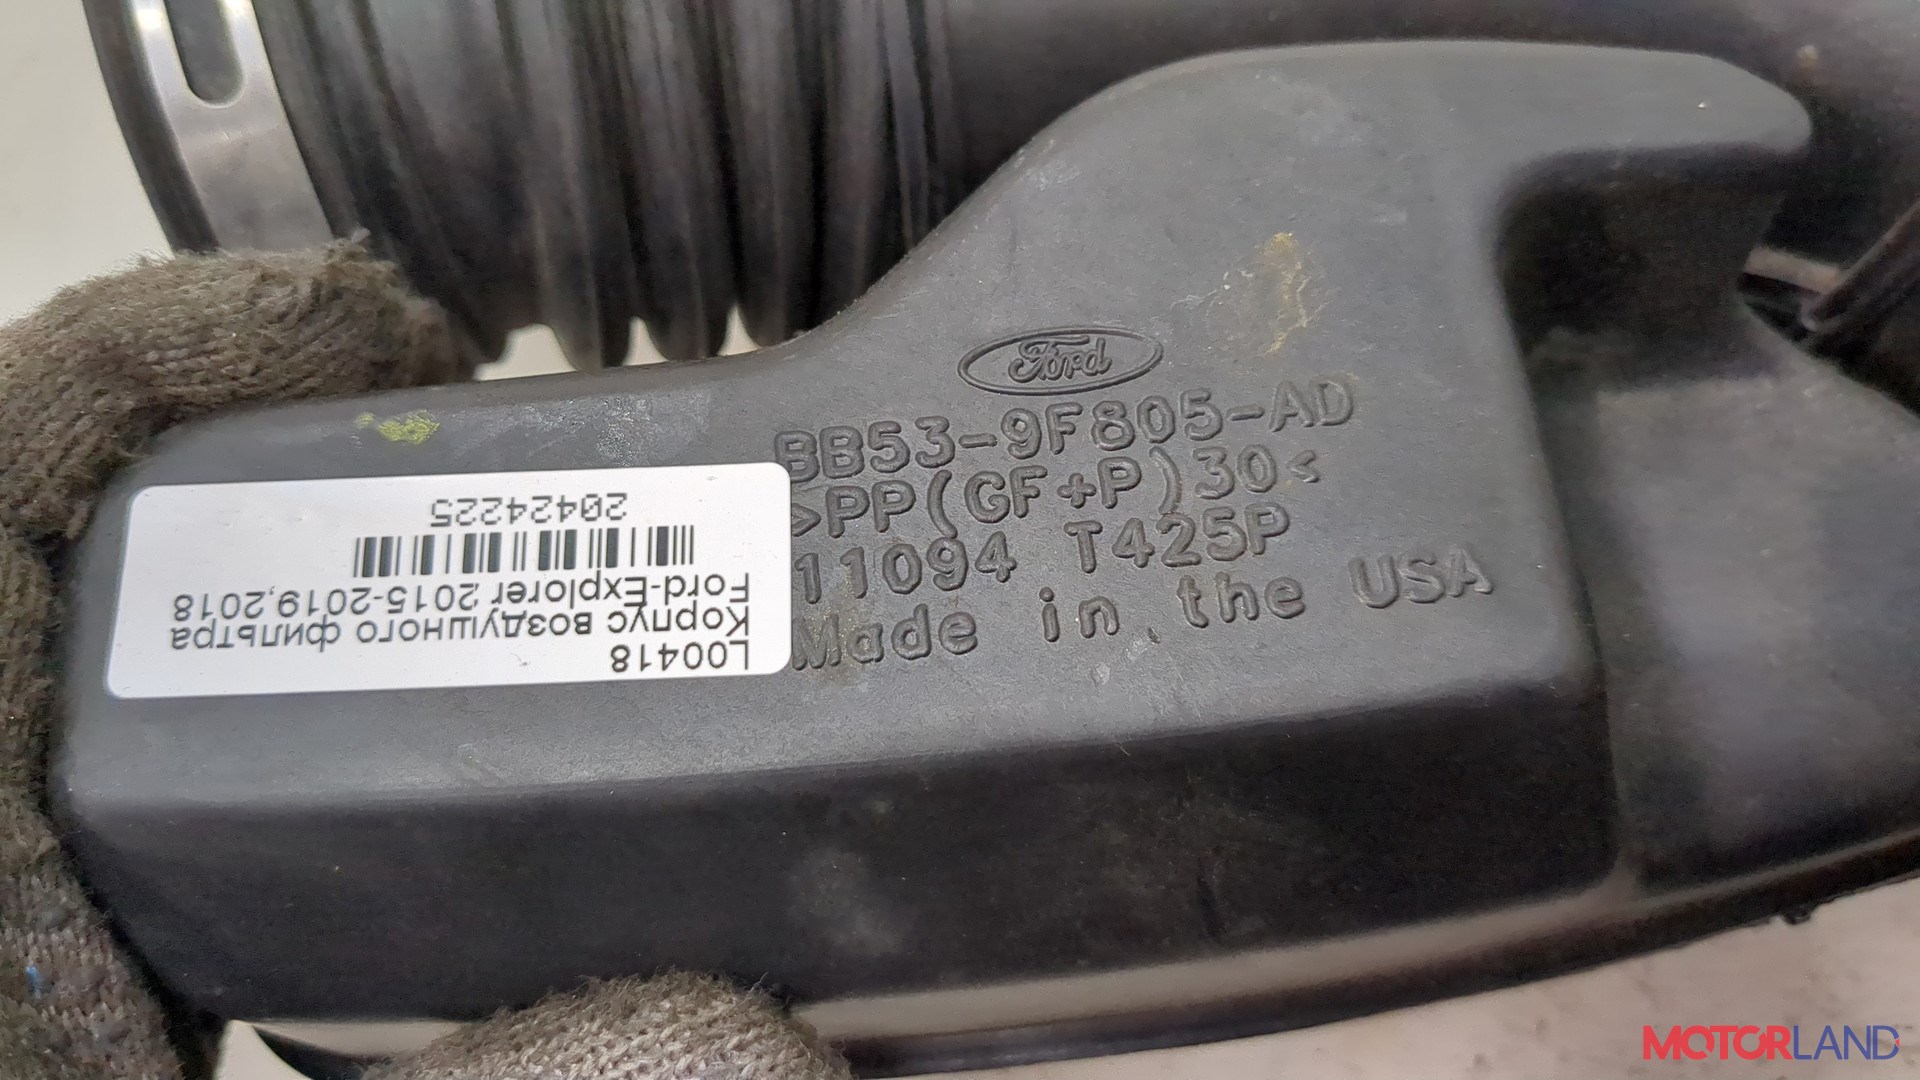 Ford
BB53-9F805-AD
>PP(GF+P)30<
11094 T425P
Made in the USA
L00418
Корпус воздушного фильтра
Ford-Explorer 2015-2019,2018
20424225
MOTORLAND